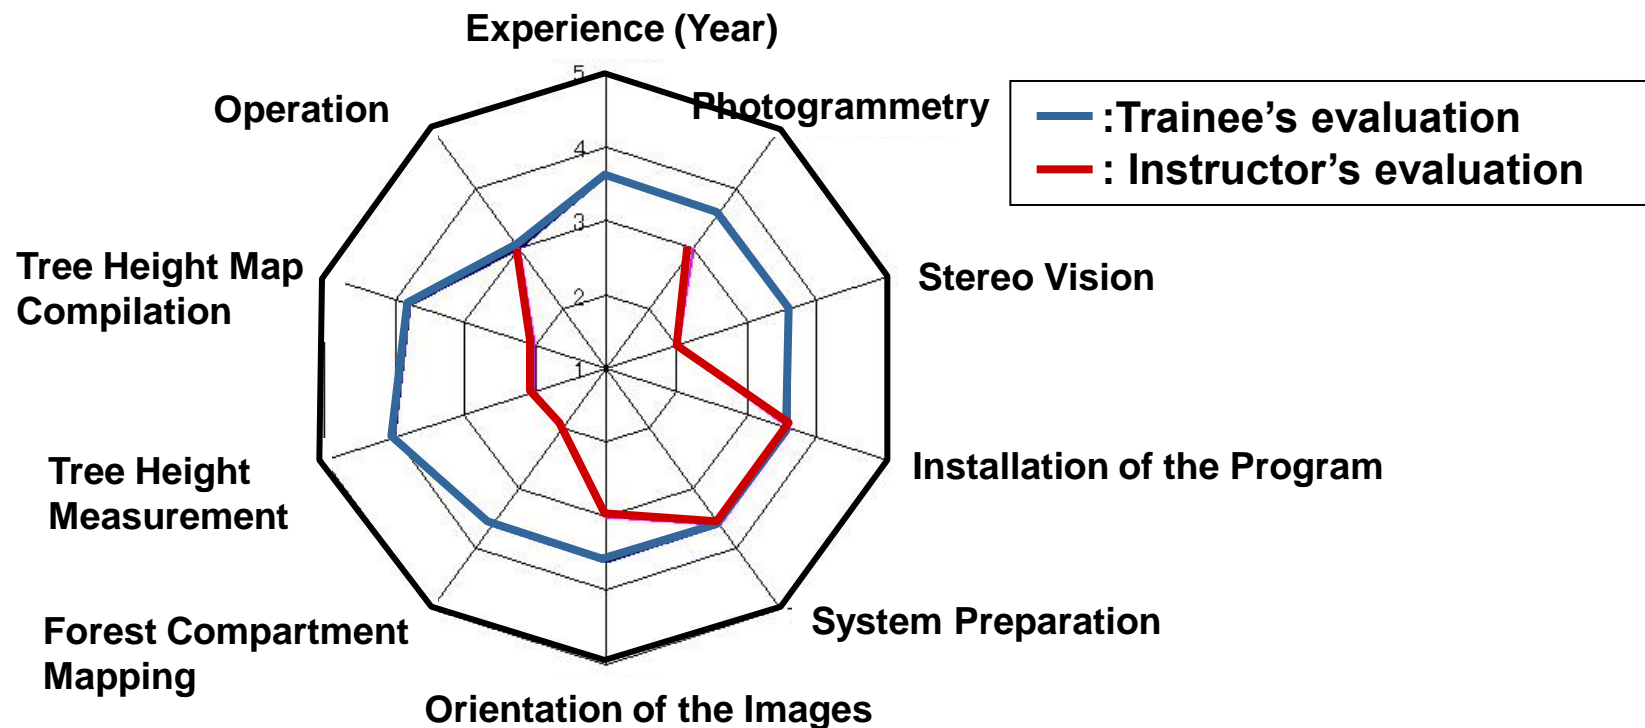 Experience (Year)
5
Operation
Photogrammetry
:Trainee’s evaluation
: Instructor’s evaluation
4
3
Tree Height Map
Compilation
Stereo Vision
2
1
Tree Height
Measurement
Installation of the Program
Forest Compartment
Mapping
System Preparation
Orientation of the Images